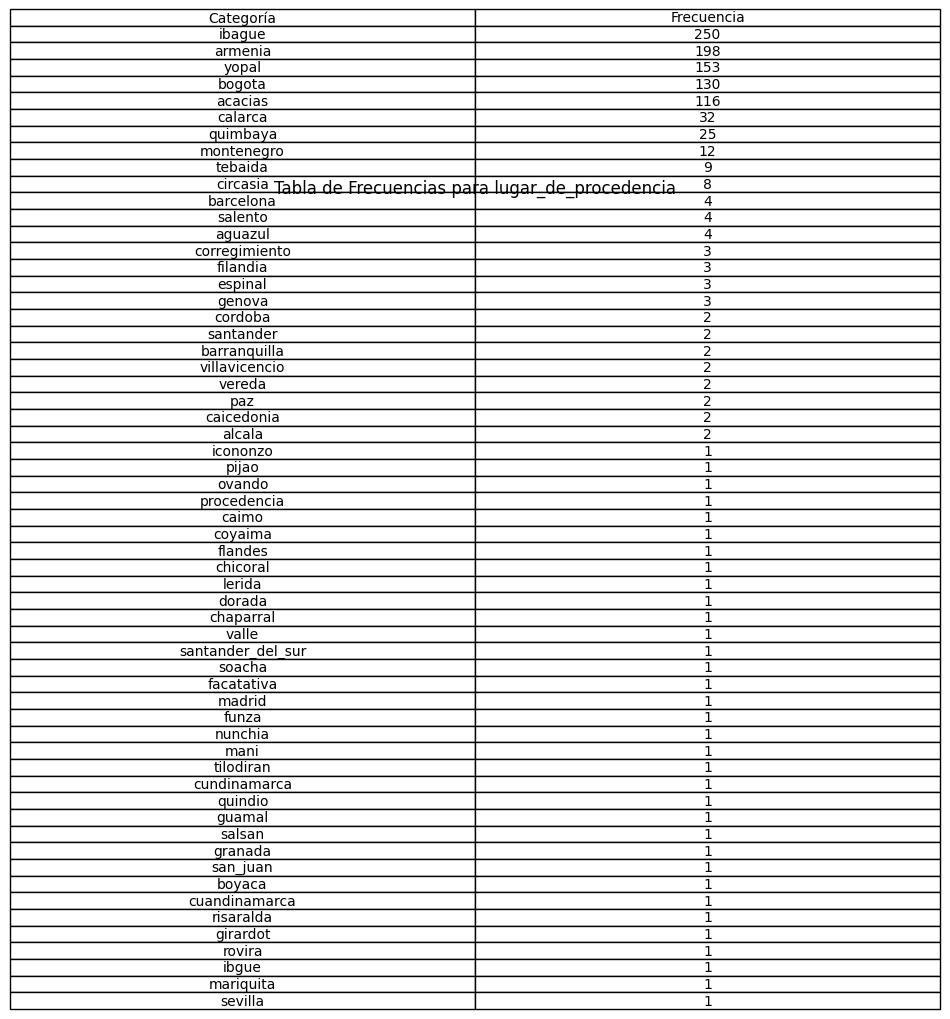 Categoría Frecuencia
ibague 250
armenia 198
yopal 153
bogota 130
acacias 116
calarca 32
quimbaya 25
montenegro 12
tebaida 9
circasia 8
Tabla de Frecuencias para lugar_de_procedencia
barcelona 4
salento 4
aguazul 4
corregimiento 3
filandia 3
espinal 3
genova 3
cordoba 2
santander 2
barranquilla 2
villavicencio 2
vereda 2
paz 2
caicedonia 2
alcala 2
icononzo 1
pijao 1
ovando 1
procedencia 1
caimo 1
coyaima 1
flandes 1
chicoral 1
lerida 1
dorada 1
chaparral 1
valle 1
santander_del_sur 1
soacha 1
facatativa 1
madrid 1
funza 1
nunchia 1
mani 1
tilodiran 1
cundinamarca 1
quindio 1
guamal 1
salsan 1
granada 1
san_juan 1
boyaca 1
cuandinamarca 1
risaralda 1
girardot 1
rovira 1
ibgue 1
mariquita 1
sevilla 1